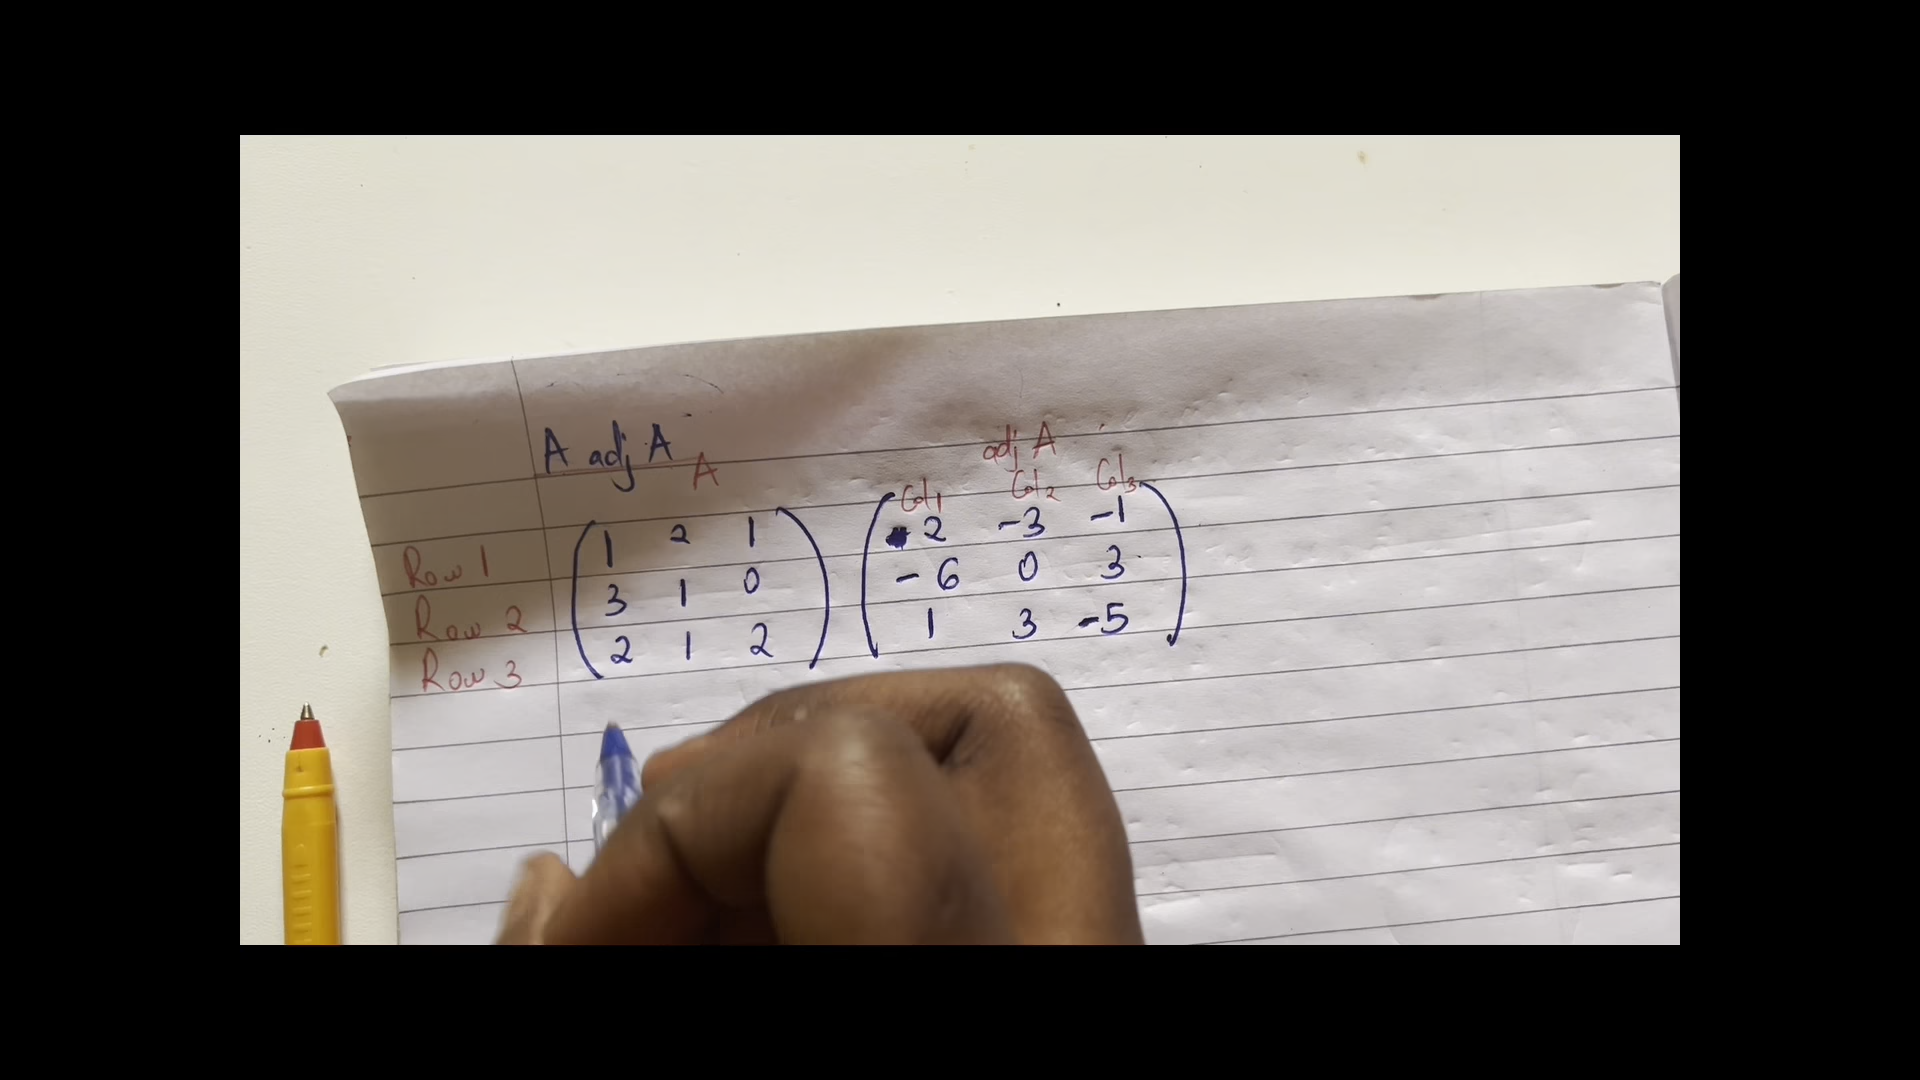 A adj A
A adj A
Col1 Col2 Col3
Row 1 1 2 1 2 -3 -1
Row 2 3 1 0 -6 0 3
Row 3 2 1 2 1 3 -5